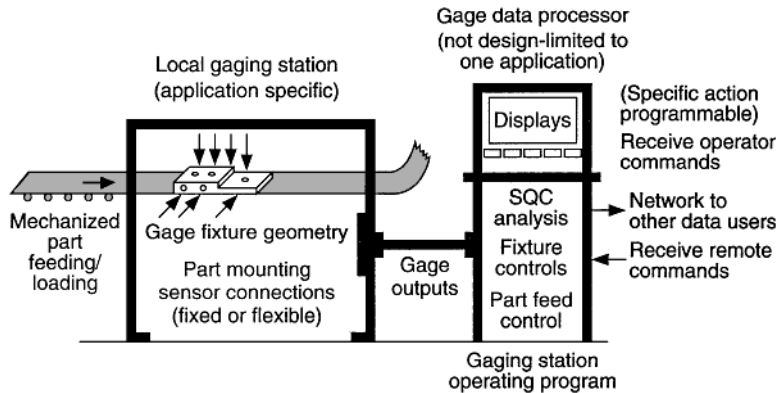 Gage data processor
(not design-limited to
one application)
Local gaging station
(application specific)
Displays
(Specific action
programmable)
Receive operator
commands
Mechanized
part
feeding/
loading
Gage fixture geometry
Part mounting
sensor connections
(fixed or flexible)
Gage
outputs
SQC
analysis
Fixture
controls
Part feed
control
Network to
other data users
Receive remote
commands
Gaging station
operating program